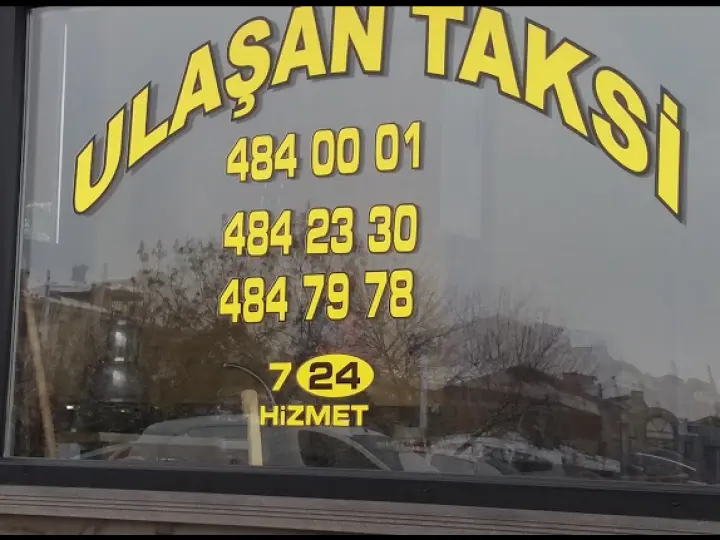 ULAŞAN TAKSİ
484 00 01
484 23 30
484 79 78
7 24
HİZMET